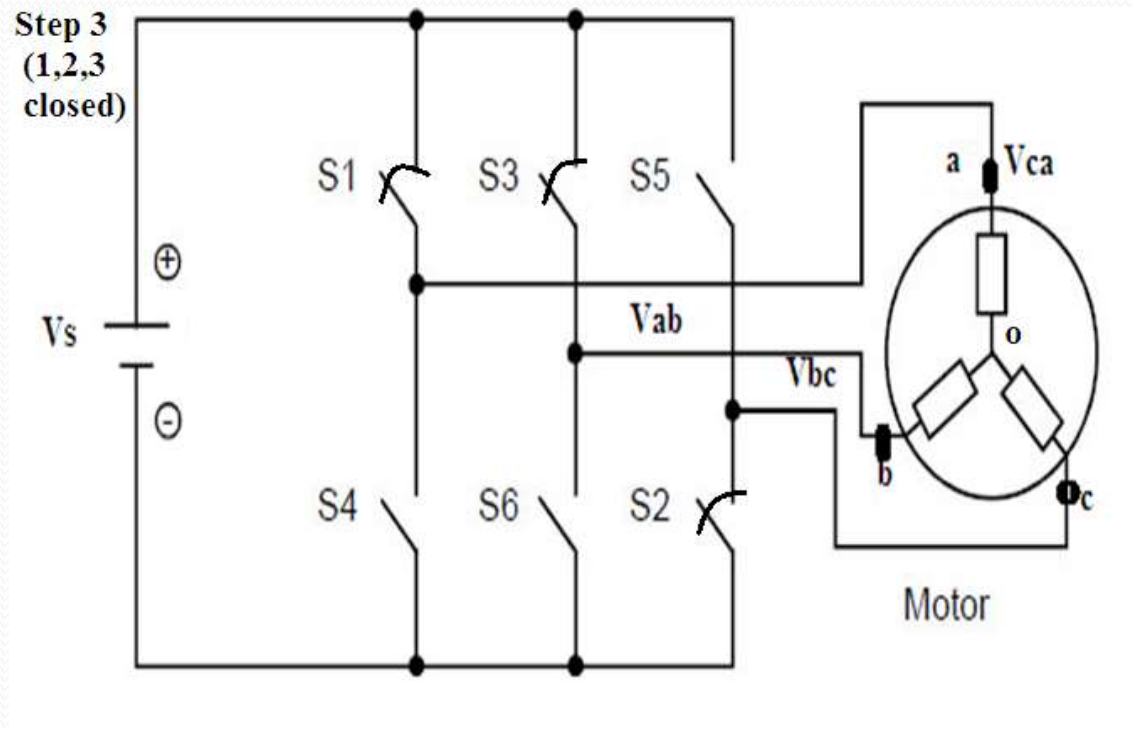 Step 3
(1,2,3
closed)
S1
S3
S5
a
Vca
+
Vs
Vab
o
Vbc
-
b
S4
S6
S2
c
Motor